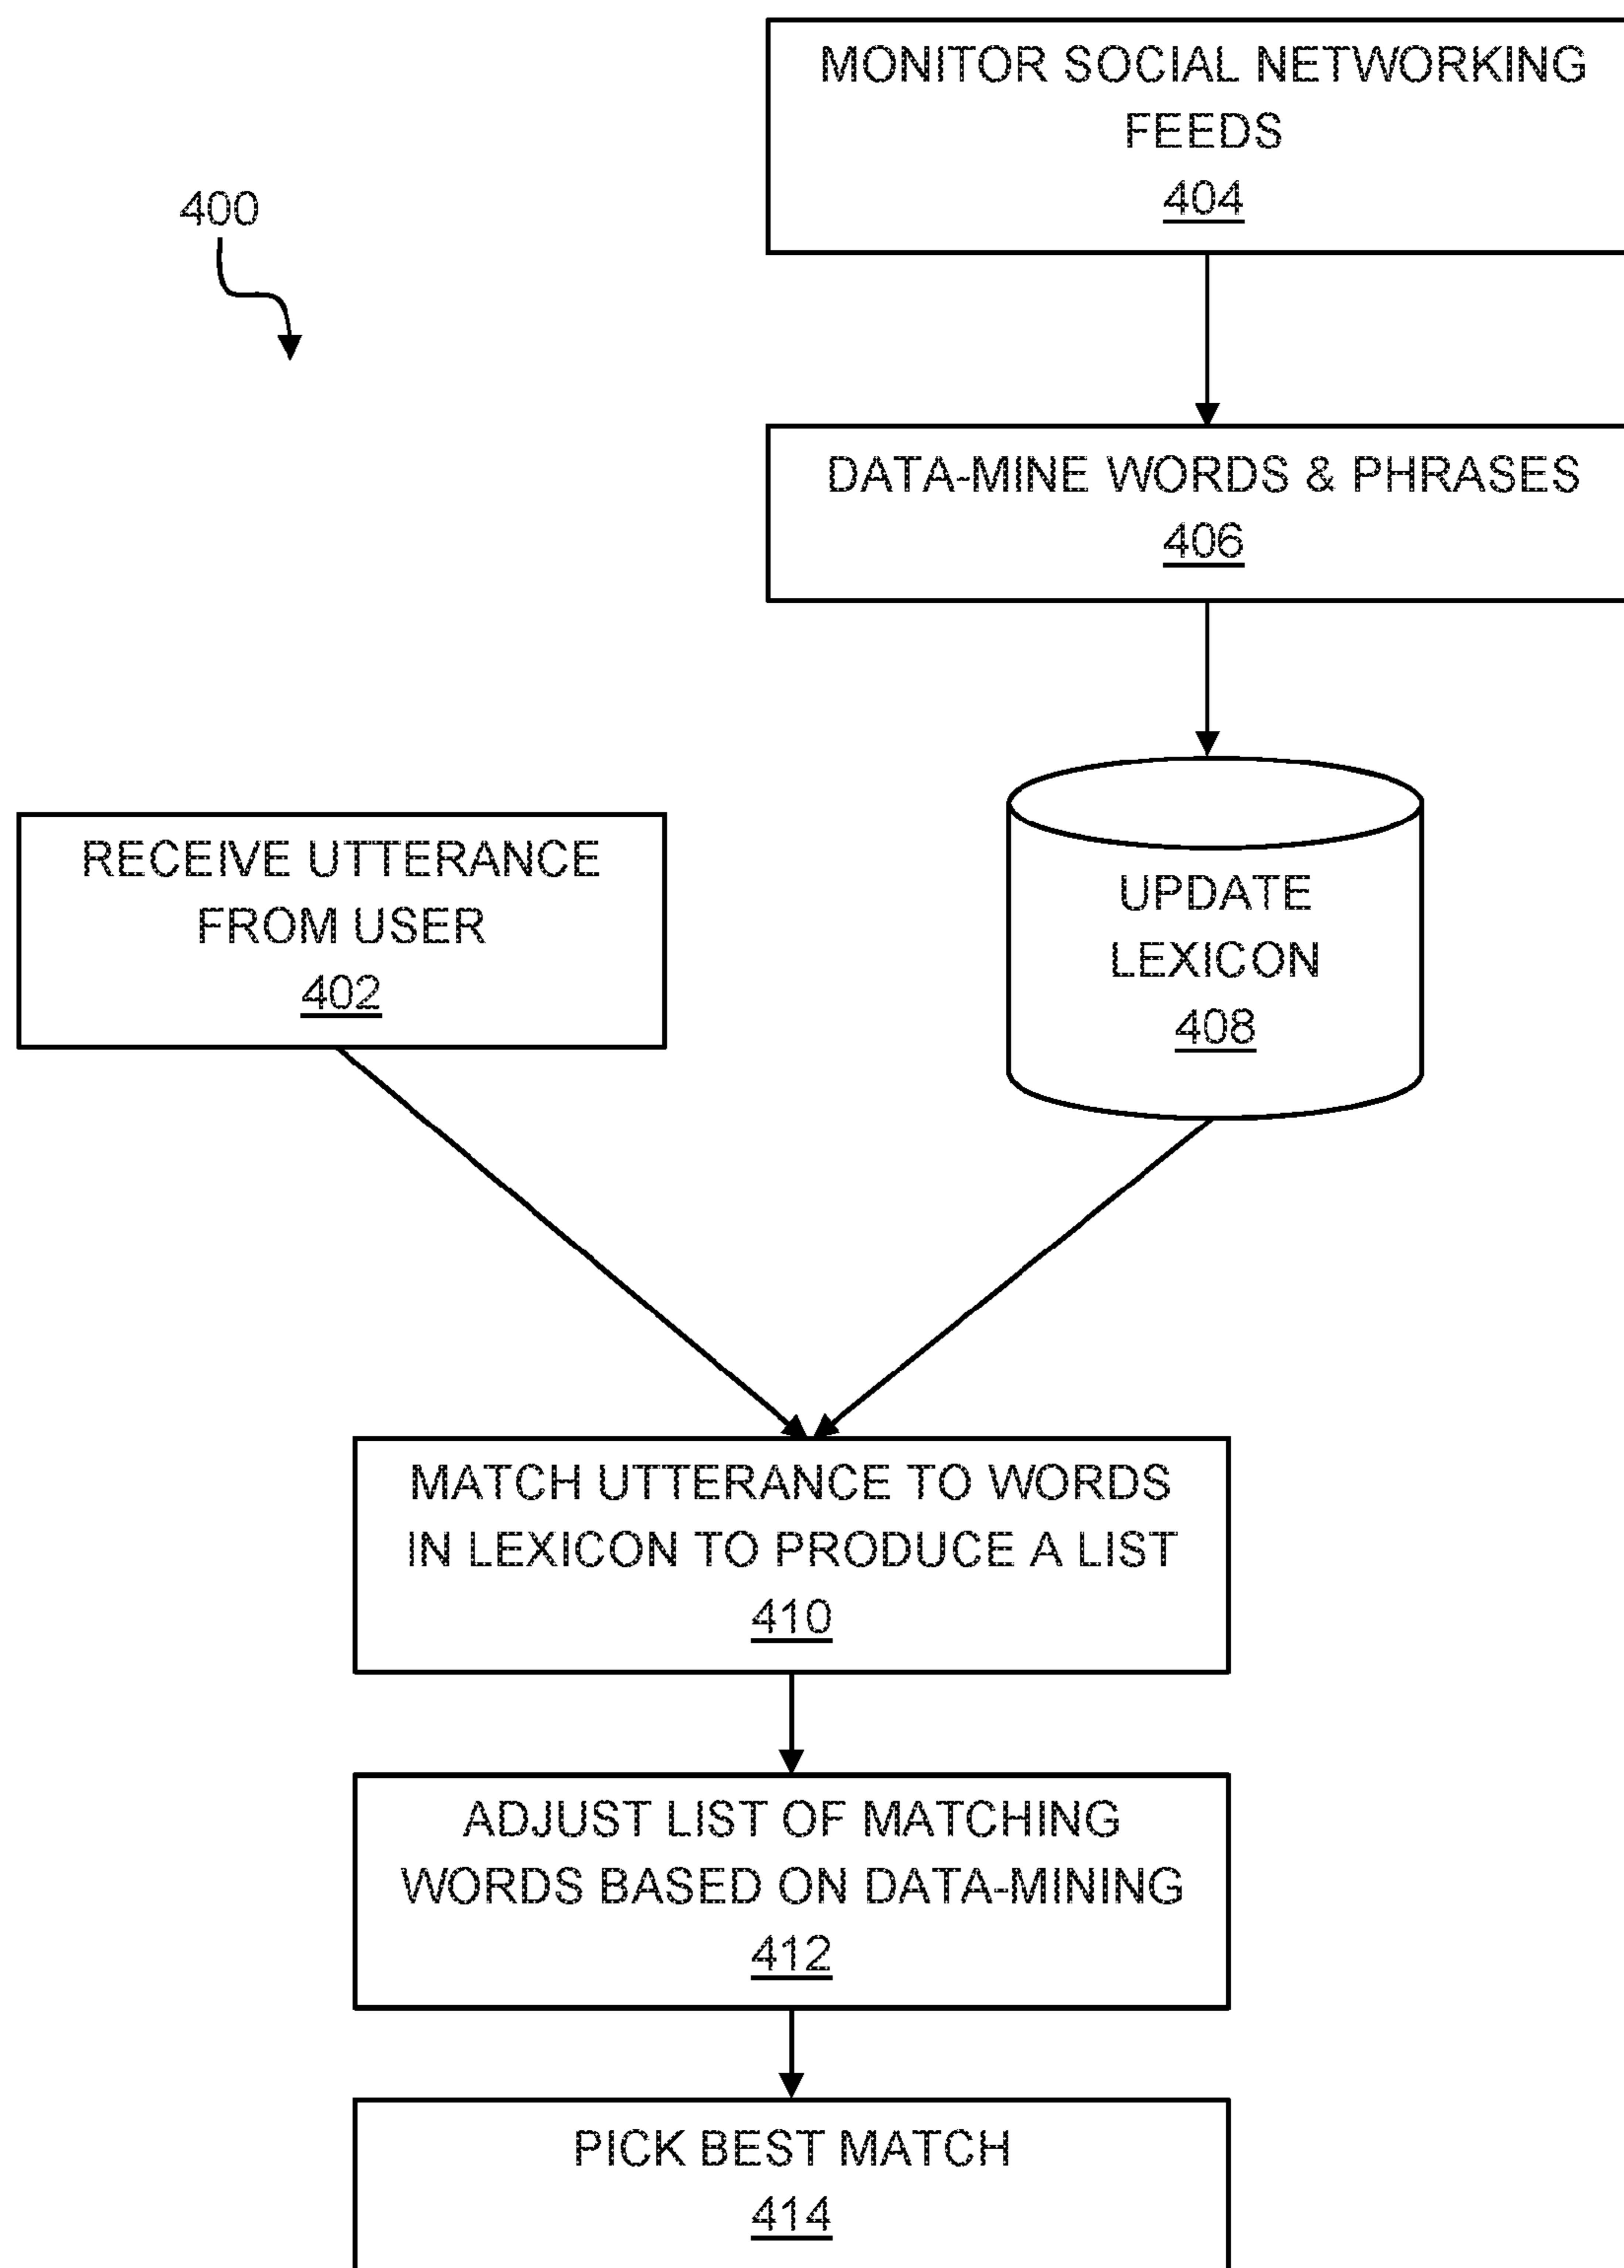 MONITOR SOCIAL NETWORKING
FEEDS
404
400
DATA-MINE WORDS & PHRASES
406
RECEIVE UTTERANCE
FROM USER
402
UPDATE
LEXICON
408
MATCH UTTERANCE TO WORDS
IN LEXICON TO PRODUCE A LIST
410
ADJUST LIST OF MATCHING
WORDS BASED ON DATA-MINING
412
PICK BEST MATCH
414